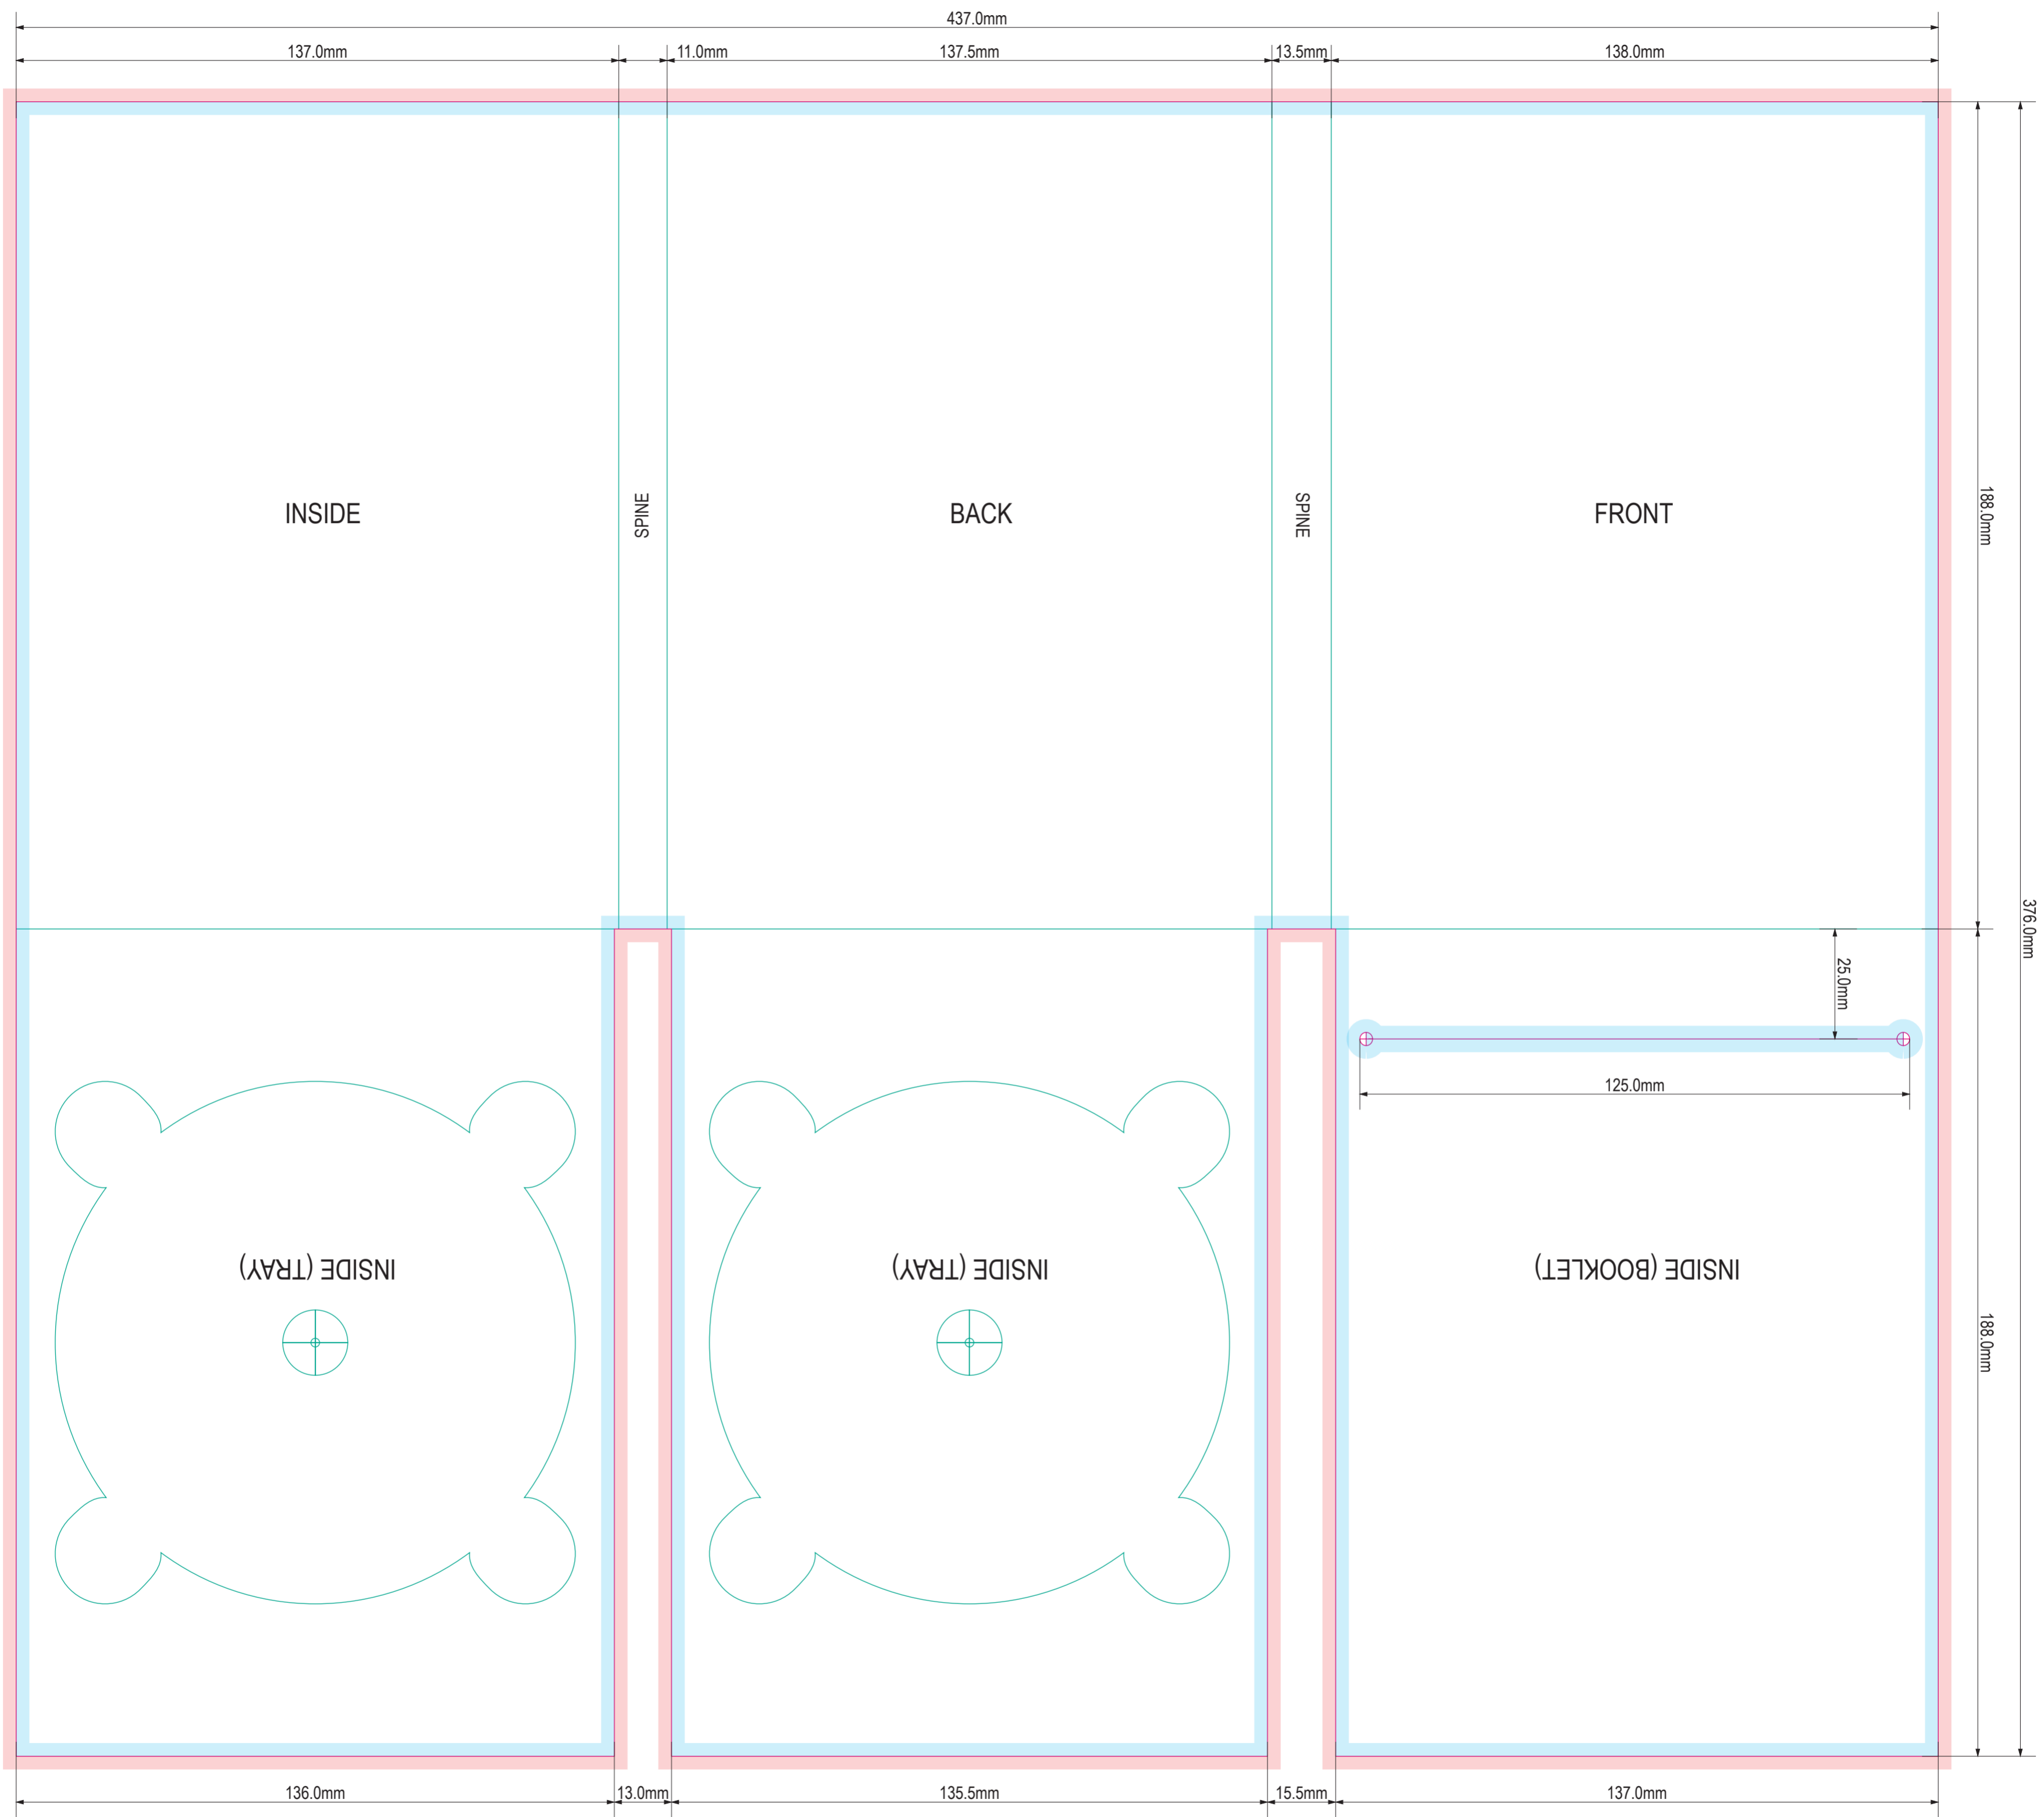 437.0mm
137.0mm
11.0mm
137.5mm
13.5mm
138.0mm
INSIDE
SPINE
BACK
SPINE
FRONT
188.0mm
376.0mm
25.0mm
125.0mm
INSIDE (TRAY)
INSIDE (TRAY)
INSIDE (BOOKLET)
188.0mm
136.0mm
13.0mm
135.5mm
15.5mm
137.0mm